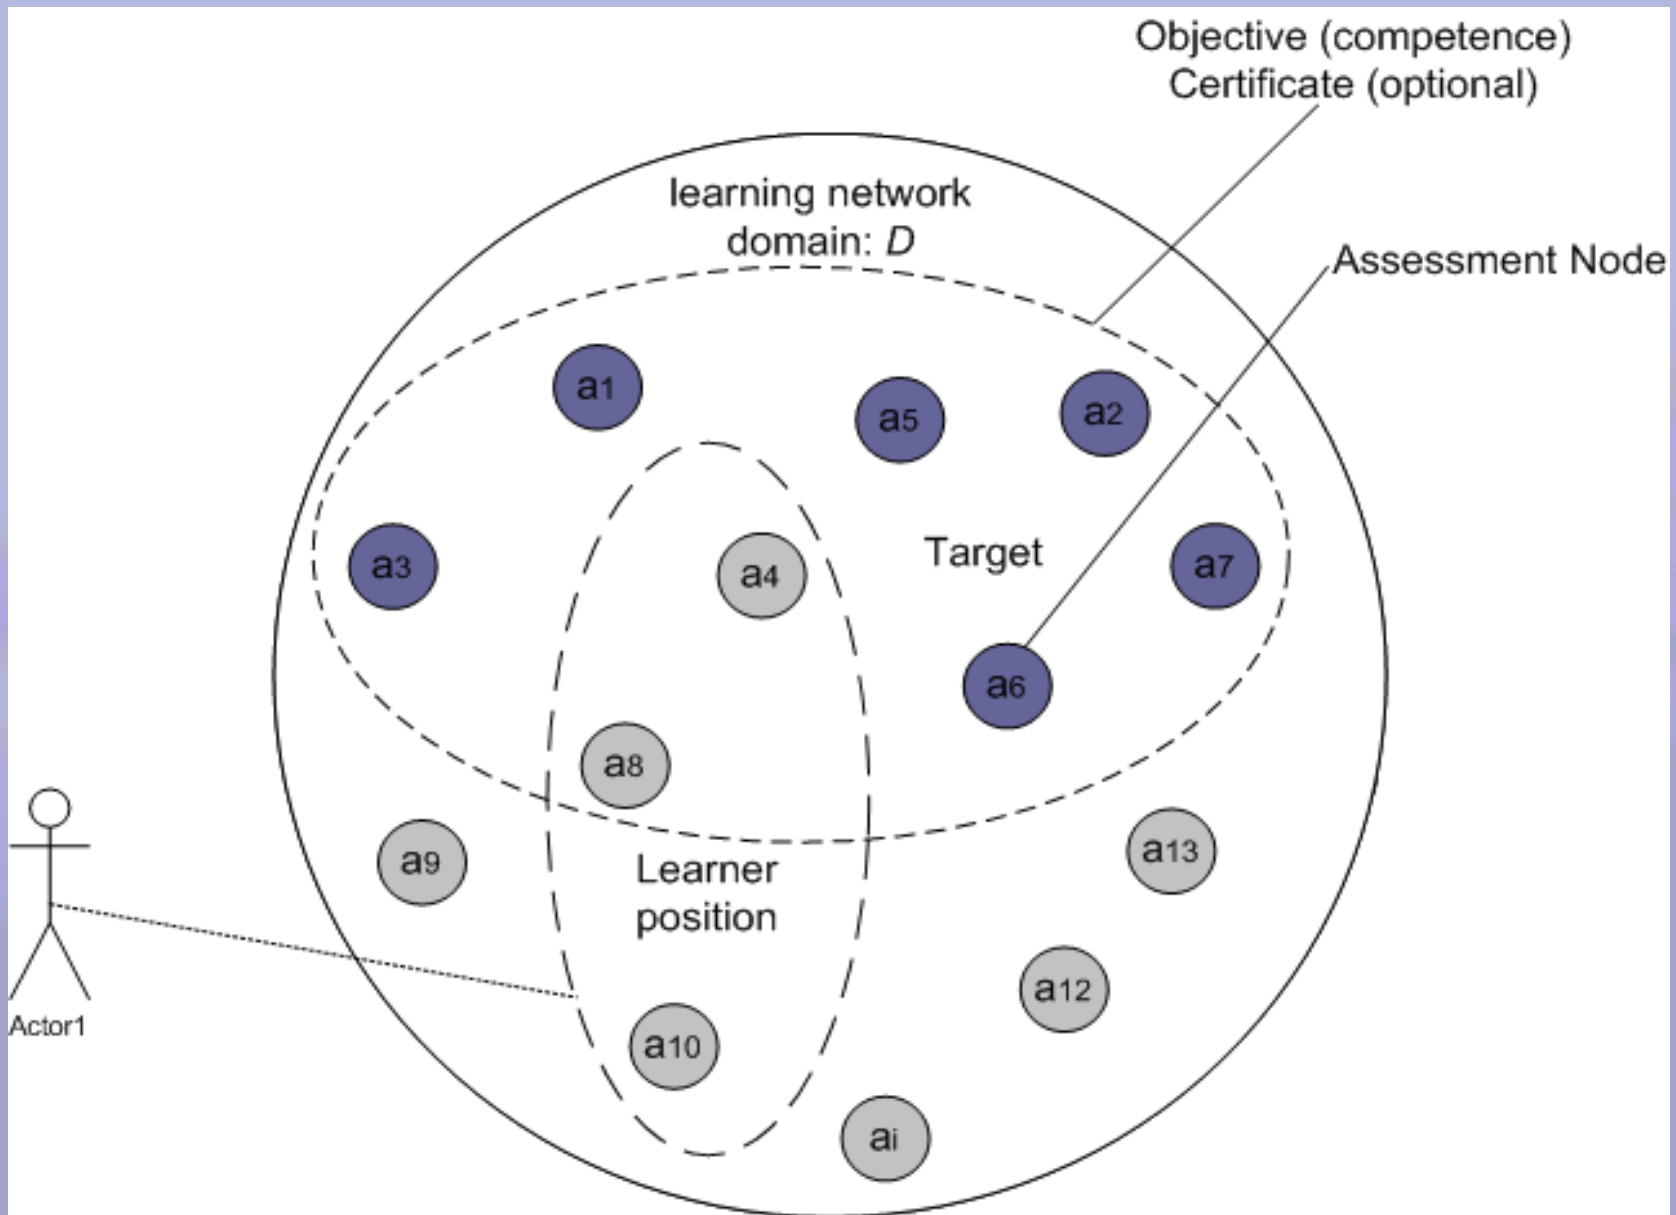 Objective (competence)
Certificate (optional)
learning network
domain: D
Assessment Node
a1
a5
a2
a3
a4
Target
a7
a6
a8
a9
Learner
position
a13
a12
Actor1
a10
ai